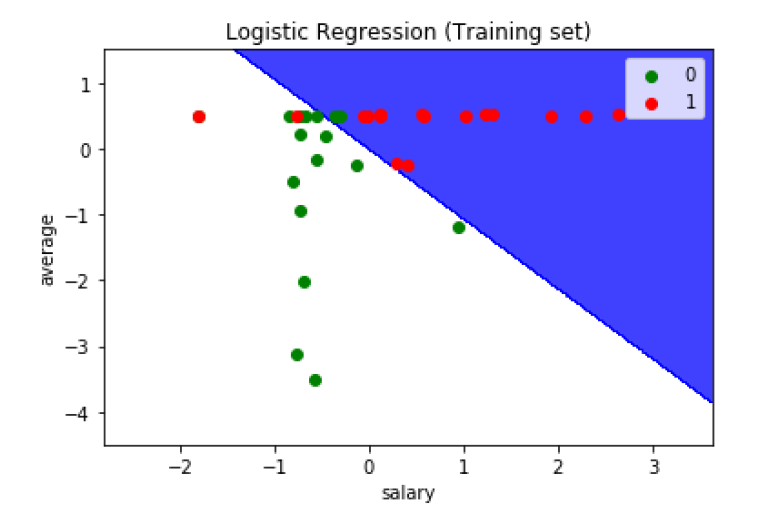 Logistic Regression (Training set)
0
1
1
0
−1
−2
−3
−4
average
−2 −1 0 1 2 3
salary